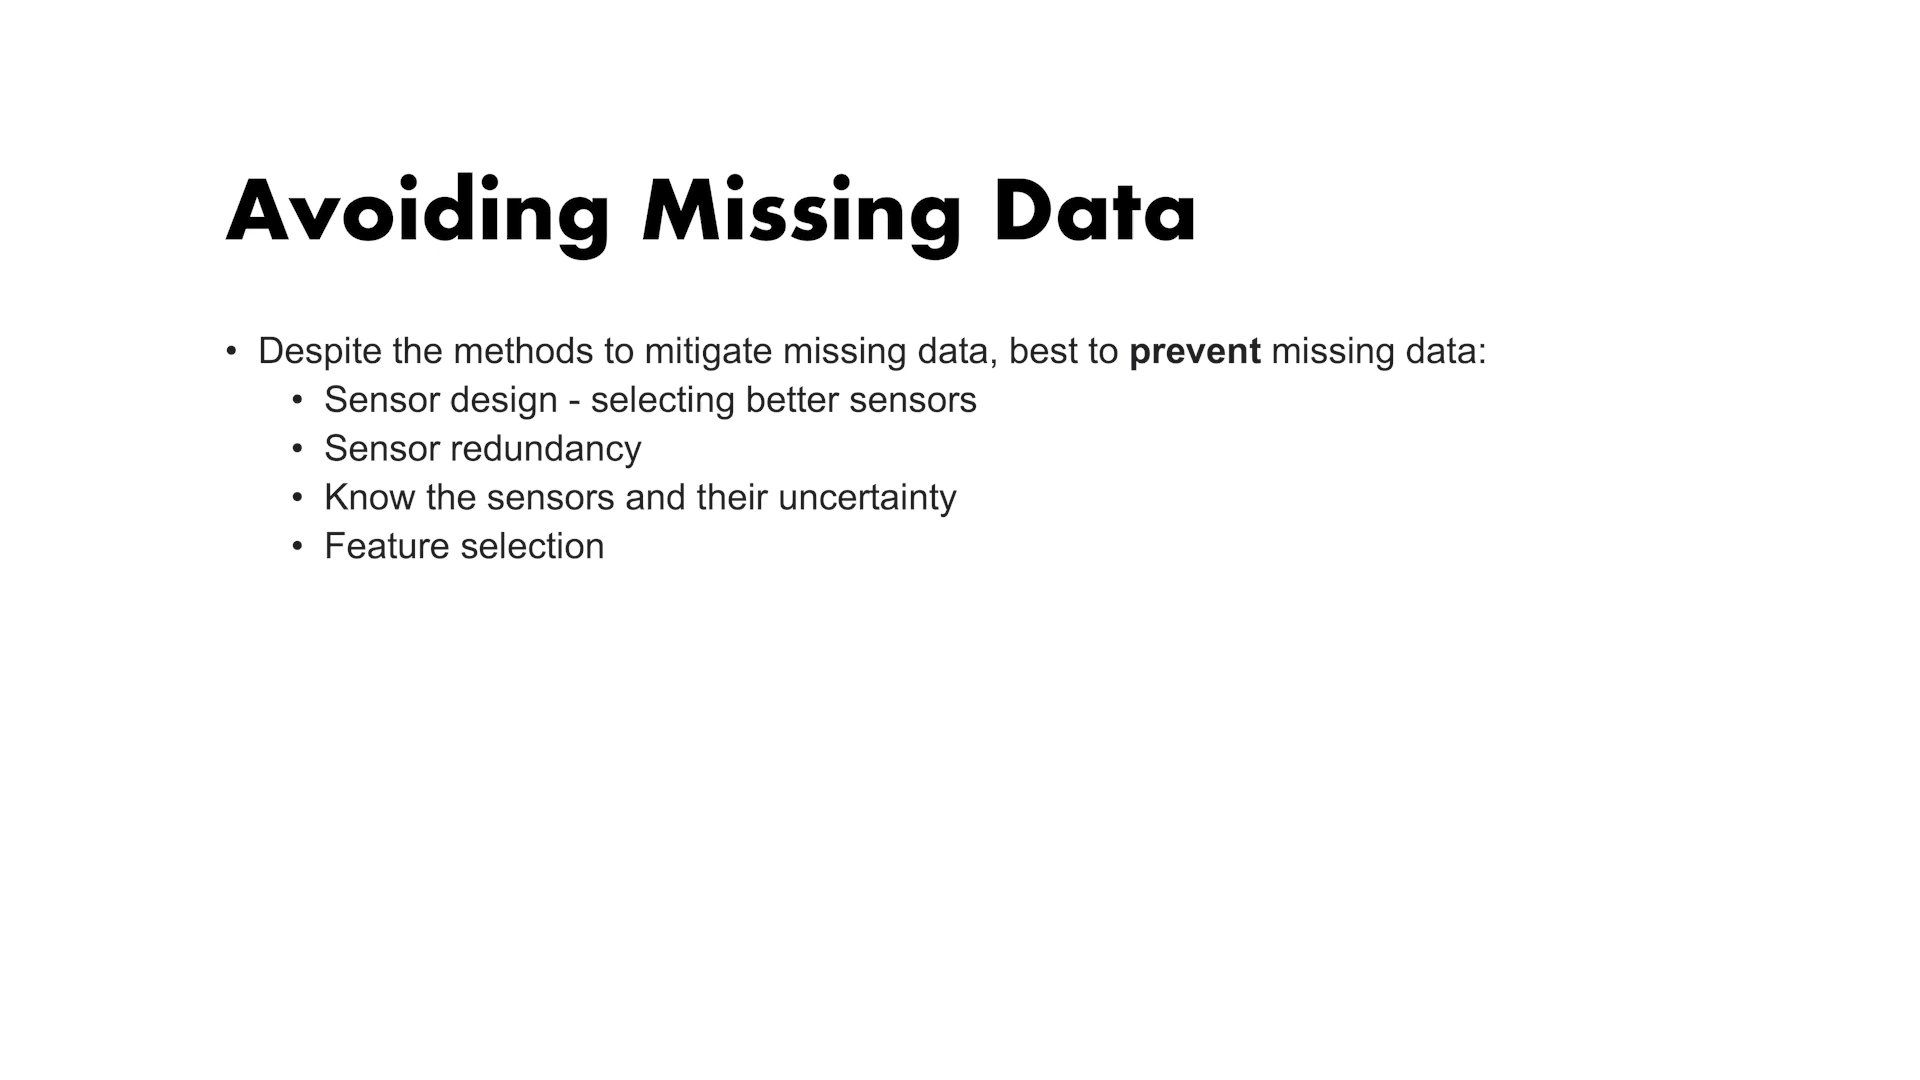 Avoiding Missing Data
• Despite the methods to mitigate missing data, best to prevent missing data:
• Sensor design - selecting better sensors
• Sensor redundancy
• Know the sensors and their uncertainty
• Feature selection